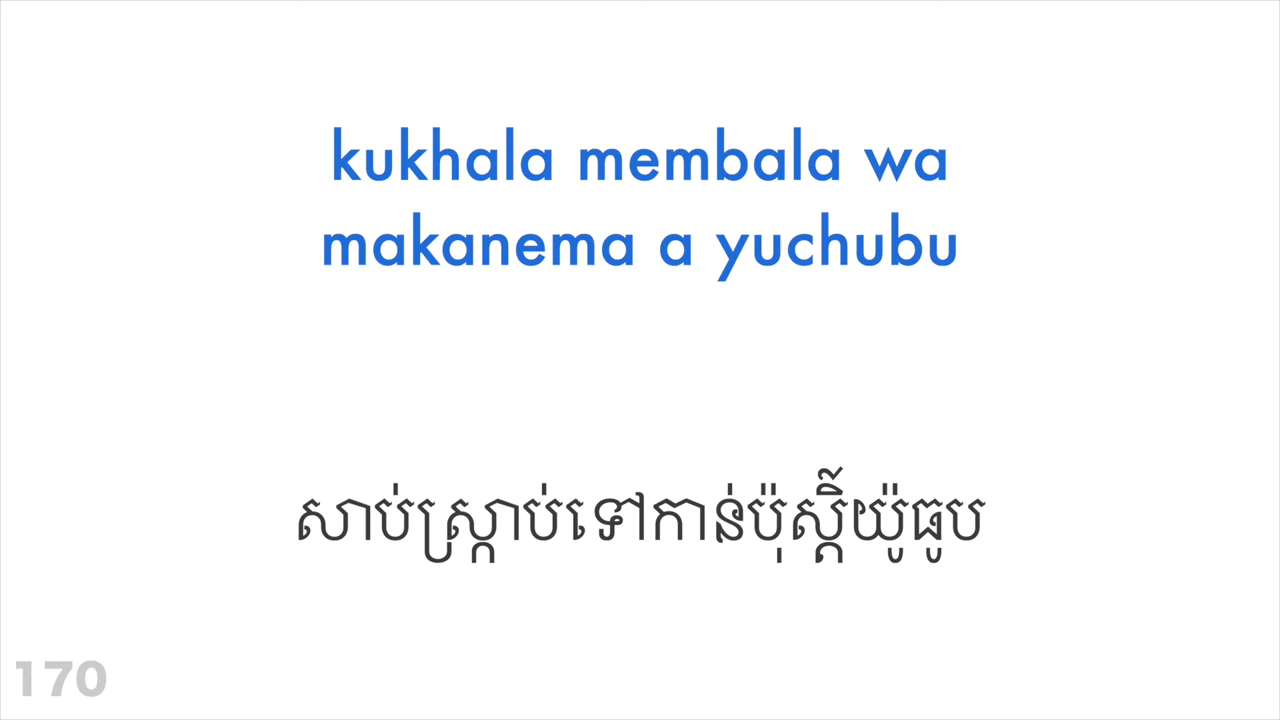 kukhala membala wa
makanema a yuchubu
សាប់ស្រ្កាប់ទៅកាន់ប៉ុស្តិ៍យ៉ូធូប
170